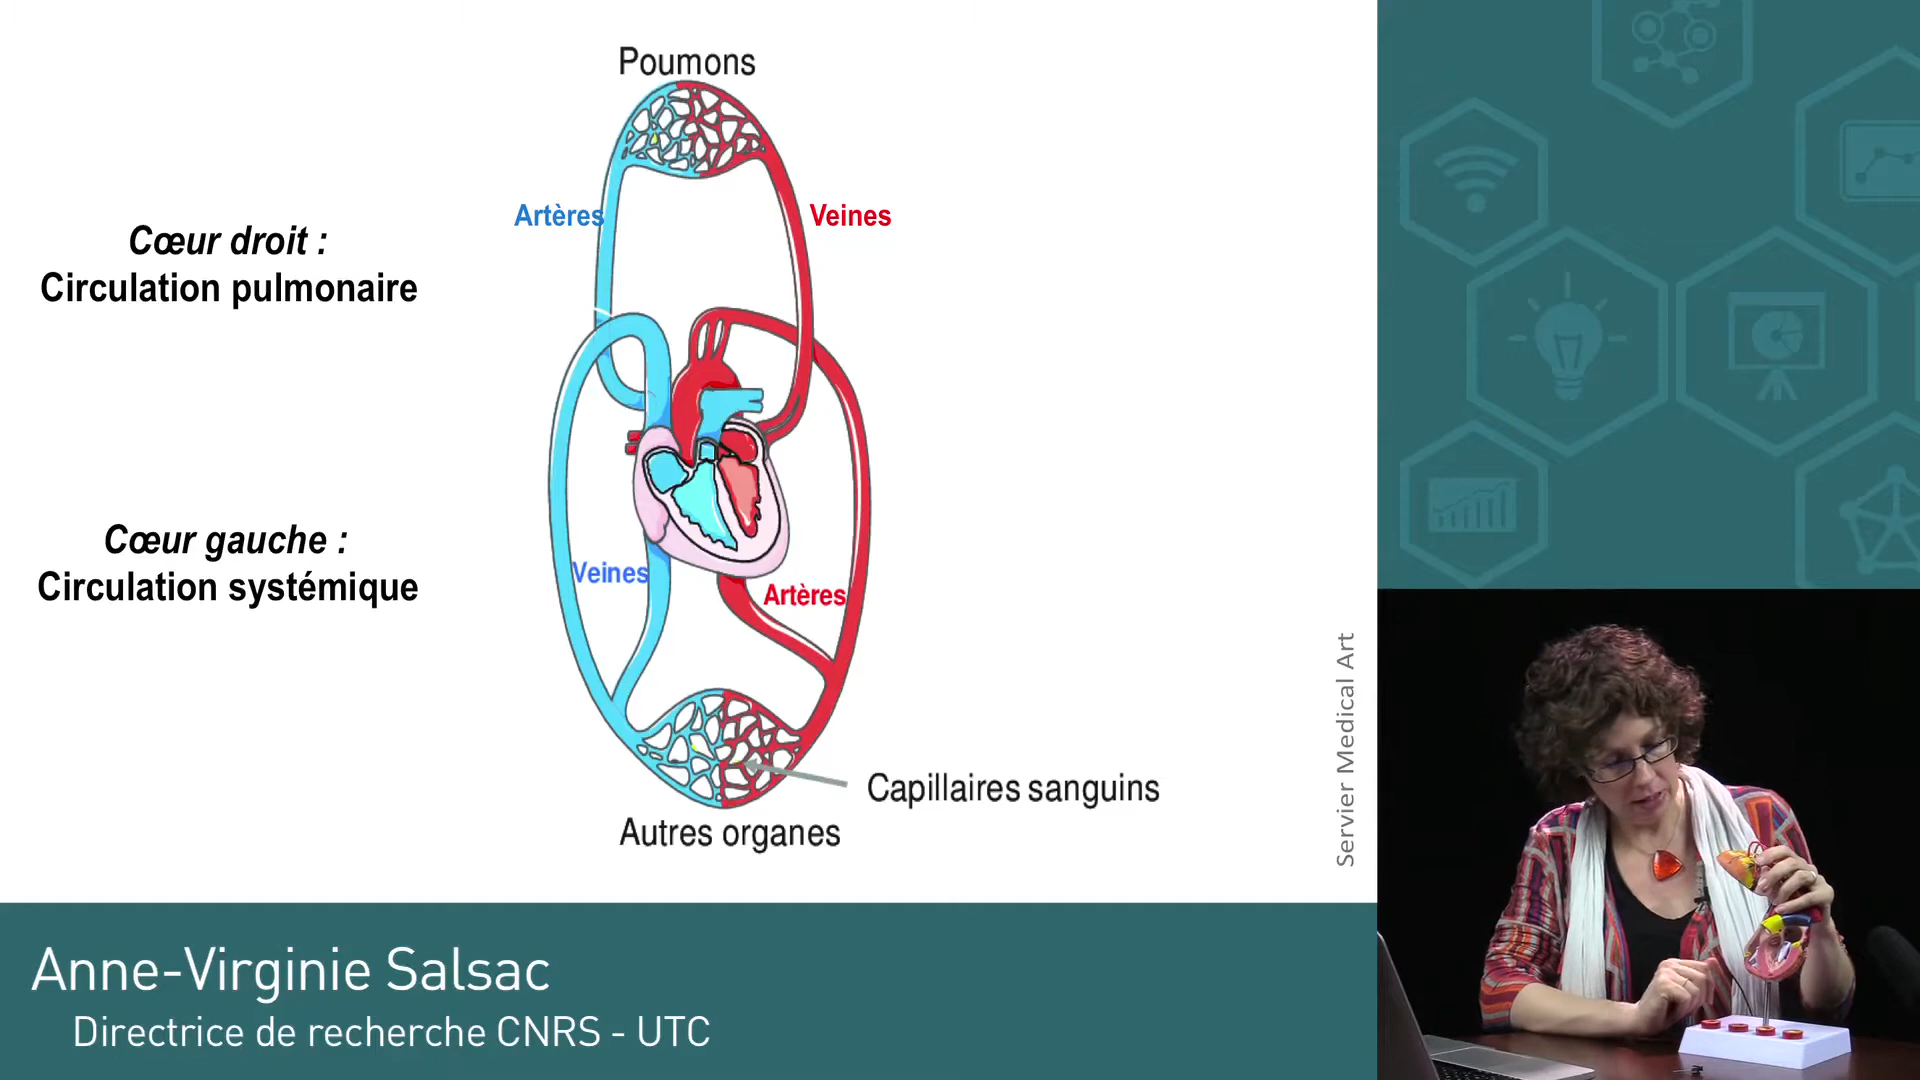 Poumons
Artères
Veines
Cœur droit :
Circulation pulmonaire
Cœur gauche :
Circulation systémique
Veines
Artères
Capillaires sanguins
Autres organes
Servier Medical Art
Anne-Virginie Salsac
Directrice de recherche CNRS - UTC